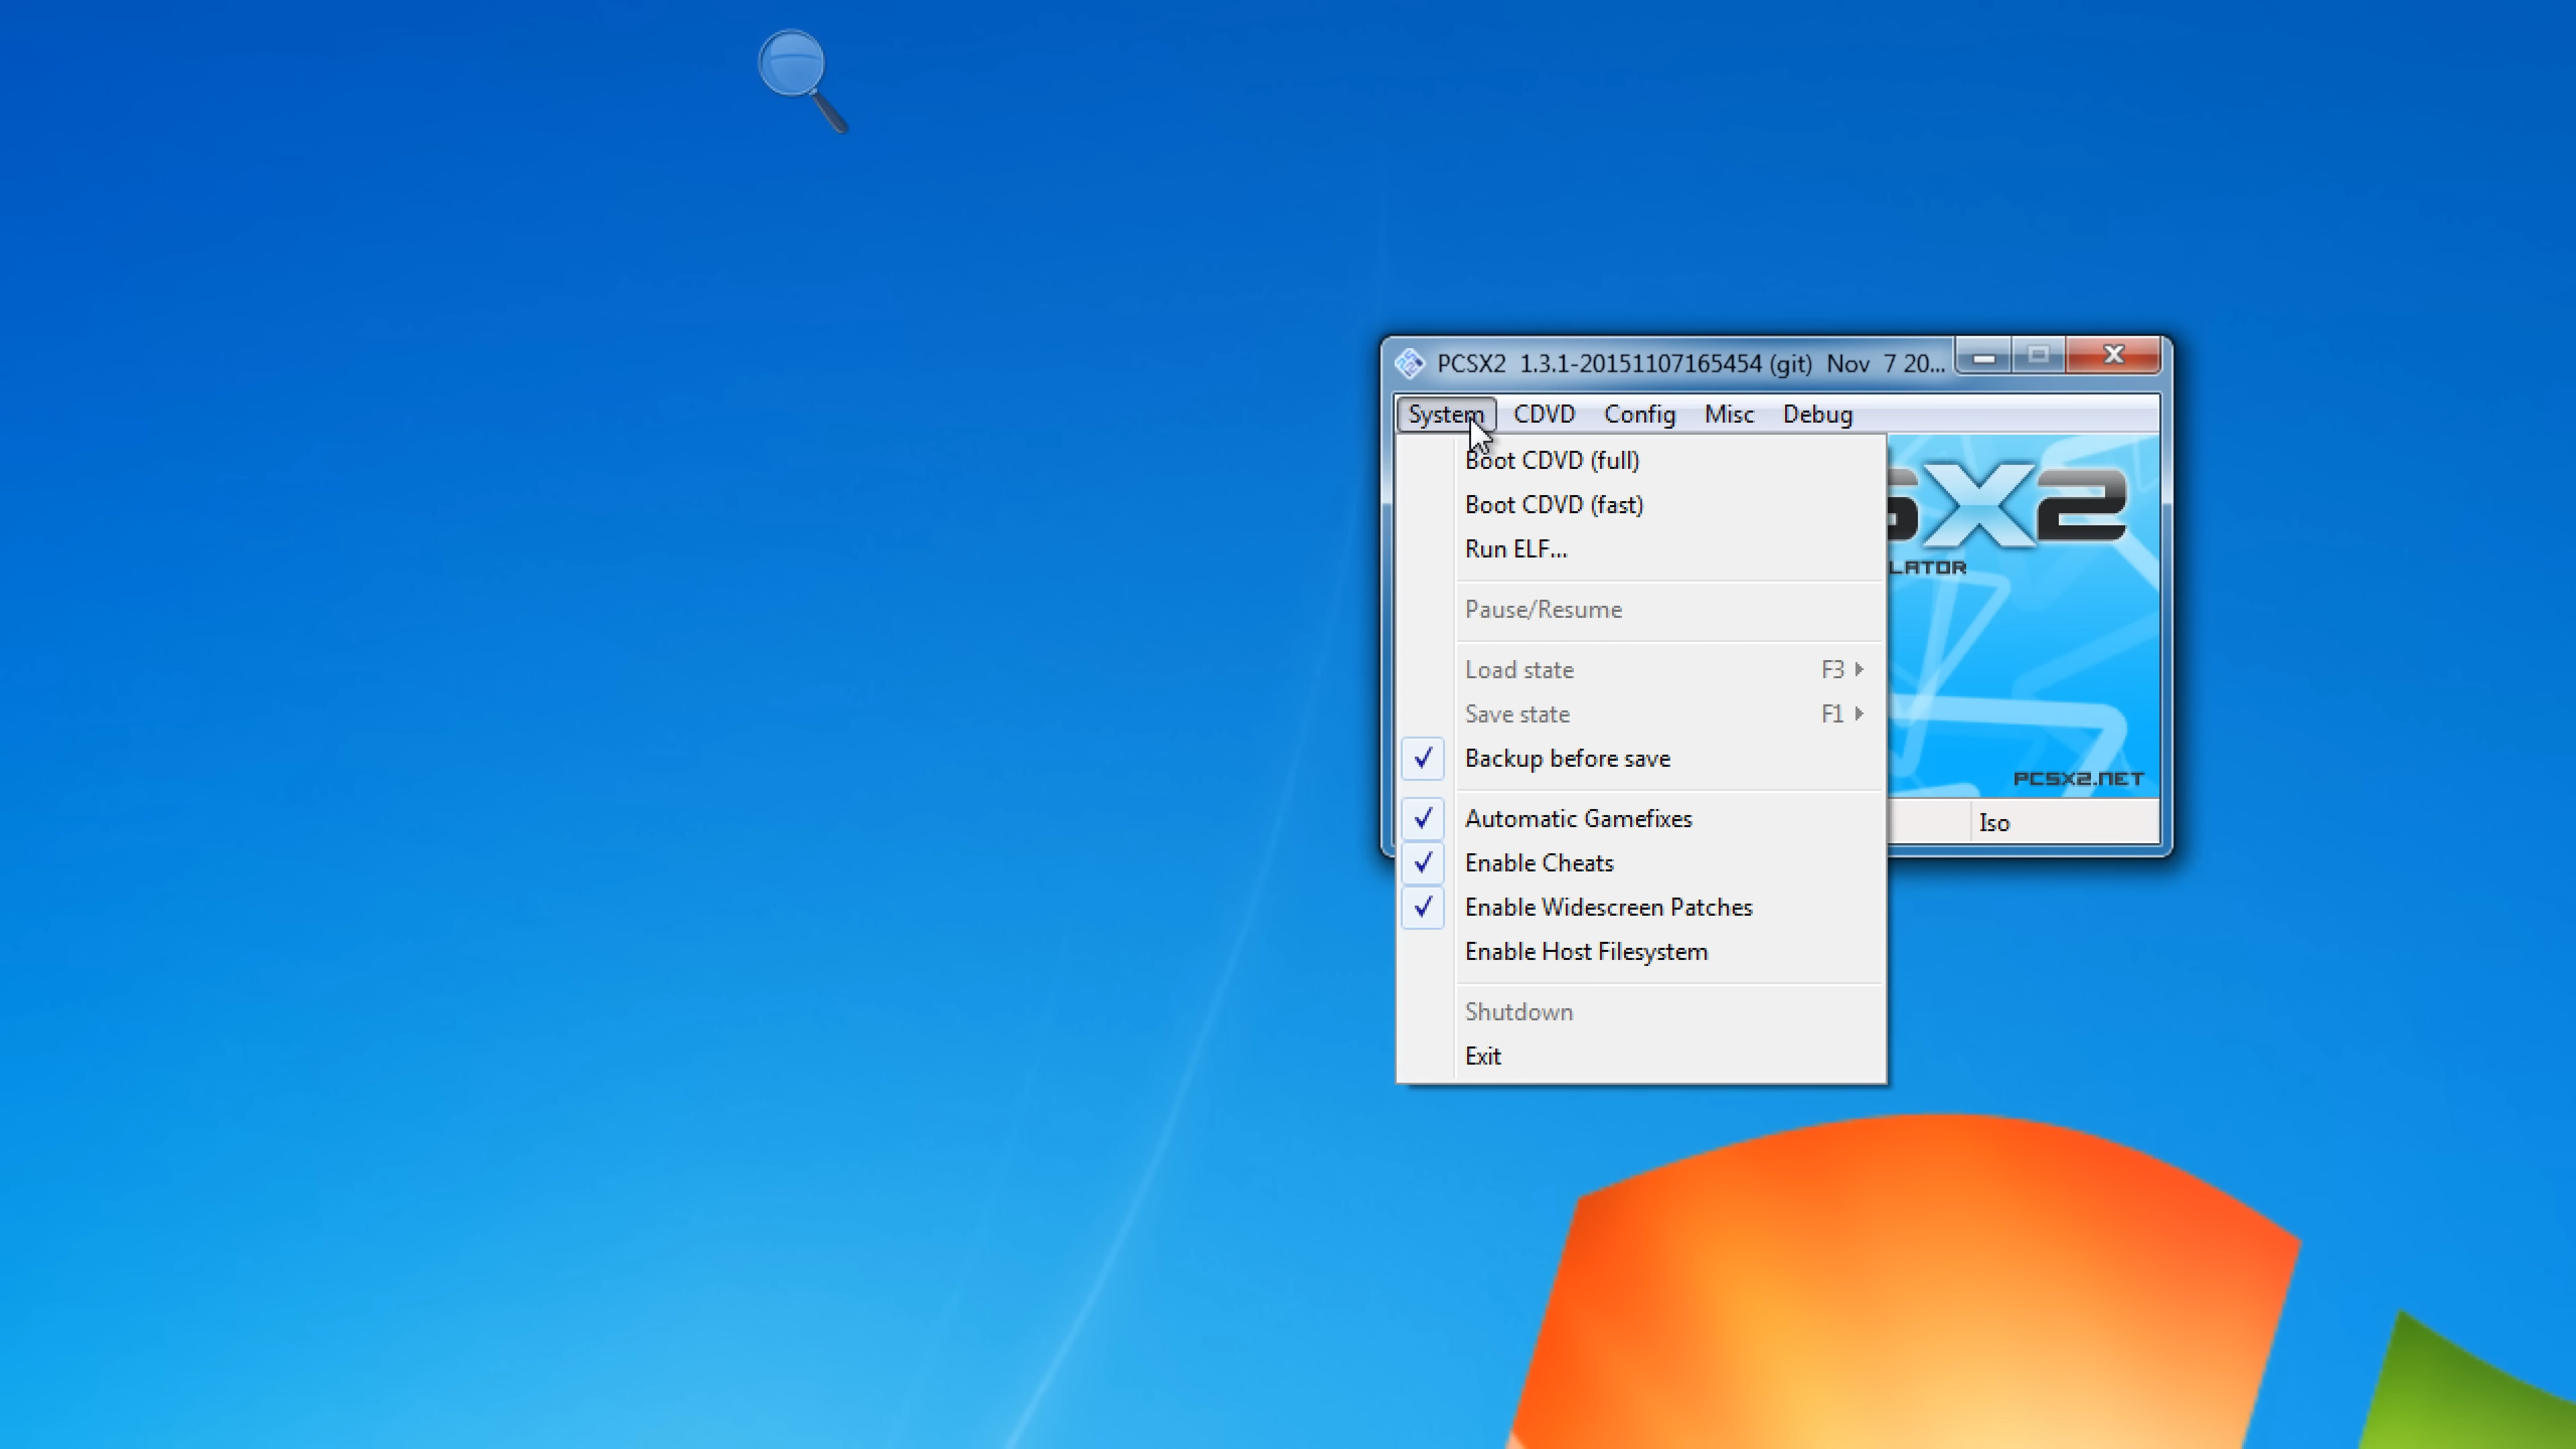 PCSX2 1.3.1-20151107165454 (git) Nov 7 20...
System CDVD Config Misc Debug
Boot CDVD (full)
Boot CDVD (fast)
Run ELF...
Pause/Resume
Load state F3
Save state F1
Backup before save
Automatic Gamefixes
Enable Cheats
Enable Widescreen Patches
Enable Host Filesystem
Shutdown
Exit
SX2
LATOR
PCSX2.NET
Iso